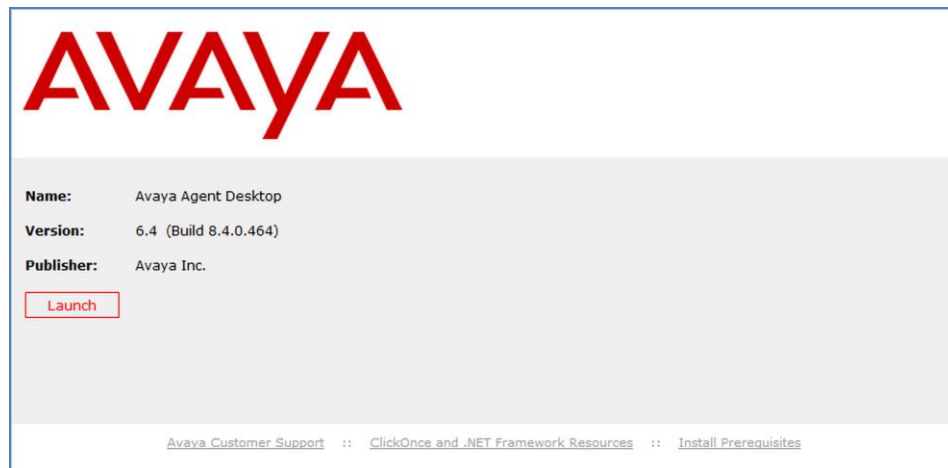 AVAYA
Name: Avaya Agent Desktop
Version: 6.4 (Build 8.4.0.464)
Publisher: Avaya Inc.
Launch
Avaya Customer Support :: ClickOnce and .NET Framework Resources :: Install Prerequisites